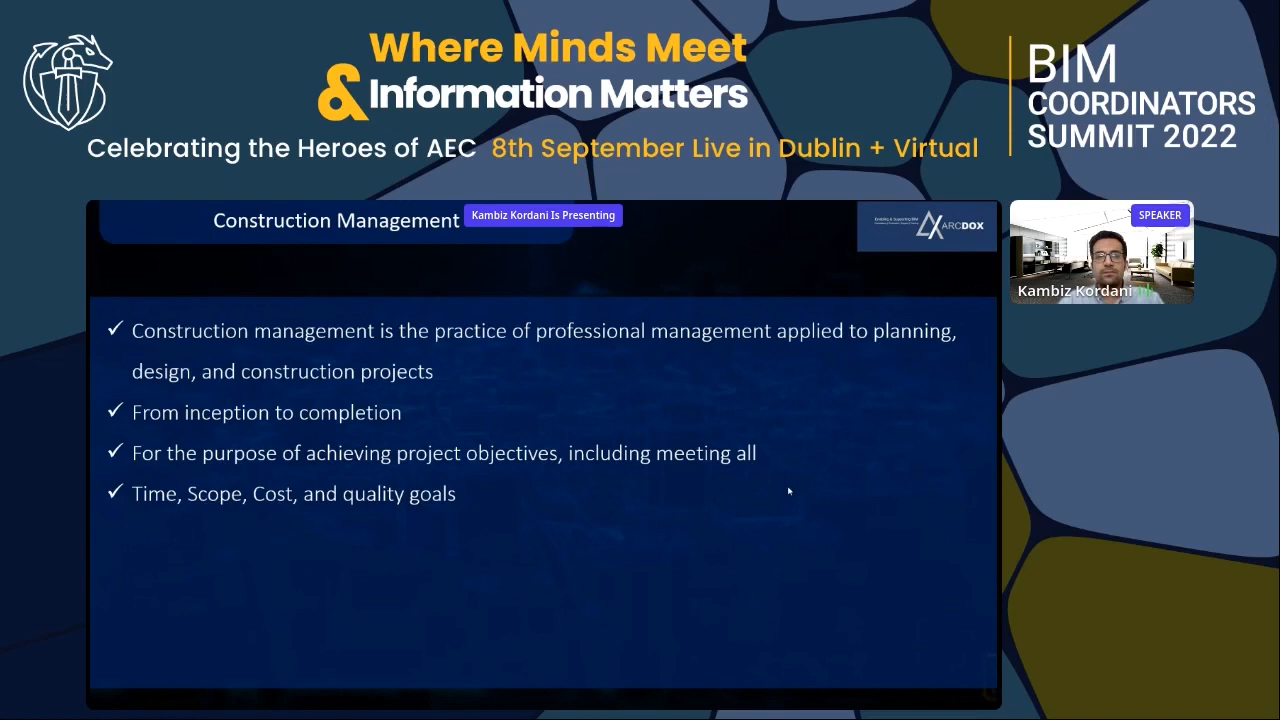 Where Minds Meet
& Information Matters
Celebrating the Heroes of AEC 8th September Live in Dublin + Virtual
BIM
COORDINATORS
SUMMIT 2022
Construction Management
Kambiz Kordani Is Presenting
ARCDOX
SPEAKER
Kambiz Kordani
✓ Construction management is the practice of professional management applied to planning,
design, and construction projects
✓ From inception to completion
✓ For the purpose of achieving project objectives, including meeting all
✓ Time, Scope, Cost, and quality goals